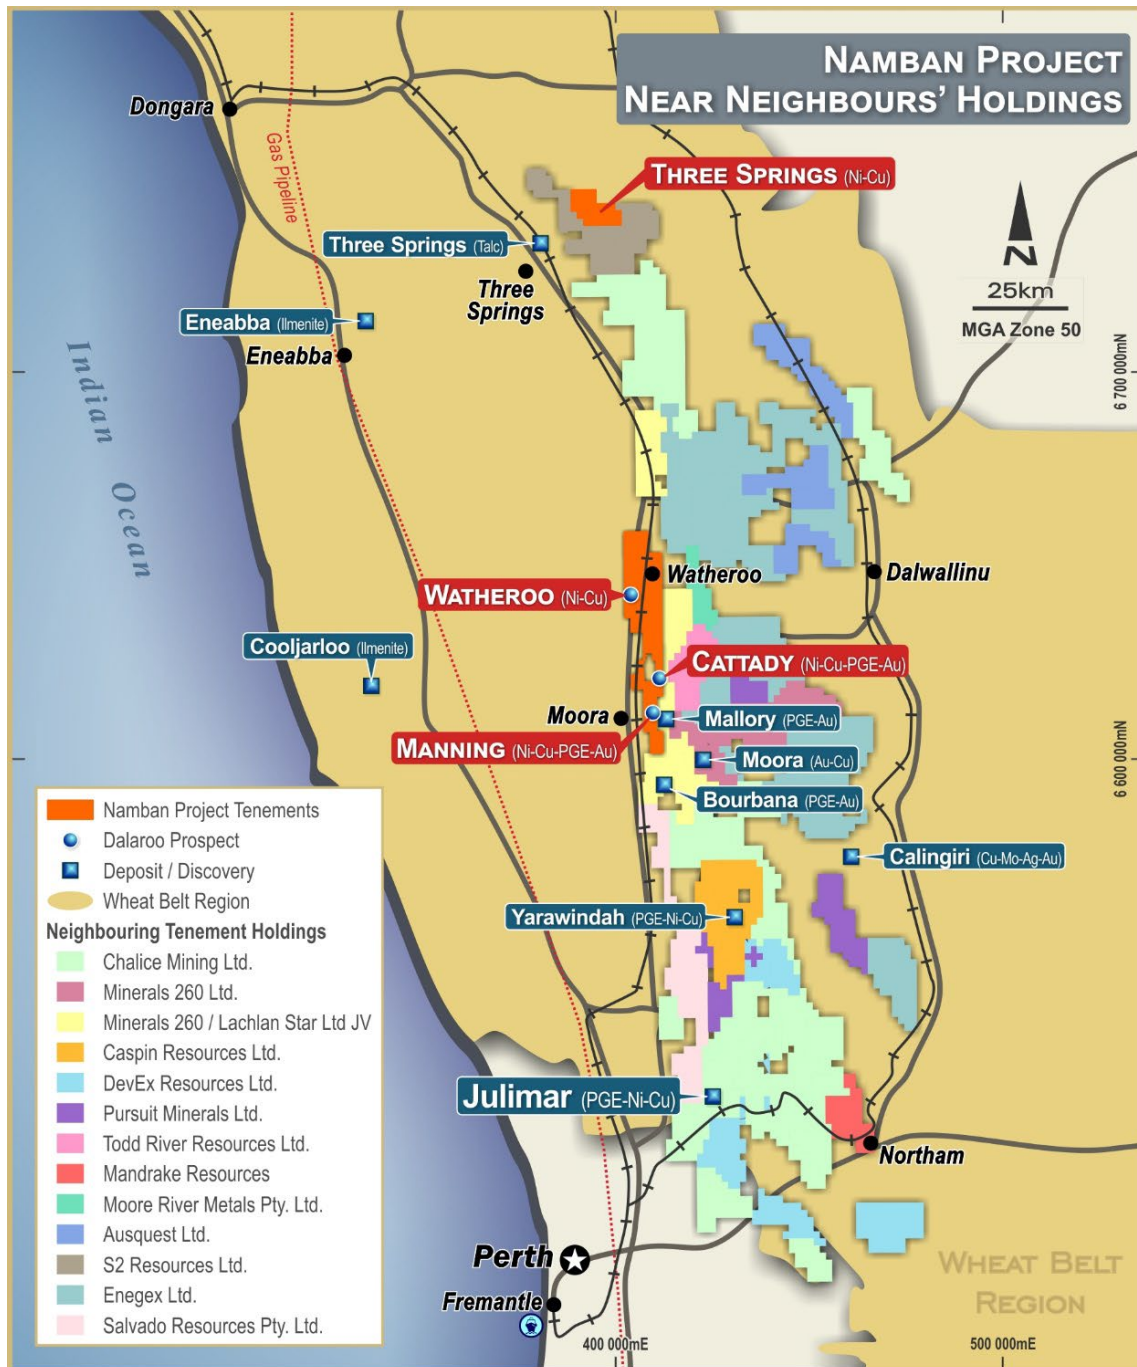 NAMBAN PROJECT
NEAR NEIGHBOURS' HOLDINGS
Dongara
Gas Pipeline
THREE SPRINGS (Ni-Cu)
Three Springs (Talc)
Three
Springs
N
25km
MGA Zone 50
Eneabba (Ilmenite)
Eneabba
6 700 000mN
Indian Ocean
Watheroo
Dalwallinu
WATHEROO (Ni-Cu)
Cooljarloo (Ilmenite)
CATTADY (Ni-Cu-PGE-Au)
Moora
Mallory (PGE-Au)
MANNING (Ni-Cu-PGE-Au)
Moora (Au-Cu)
6 600 000mN
Bourbana (PGE-Au)
Calingiri (Cu-Mo-Ag-Au)
Yarawindah (PGE-Ni-Cu)
Julimar (PGE-Ni-Cu)
Northam
Perth
Fremantle
WHEAT BELT
REGION
400 000mE
500 000mE
Namban Project Tenements
Dalaroo Prospect
Deposit / Discovery
Wheat Belt Region
Neighbouring Tenement Holdings
Chalice Mining Ltd.
Minerals 260 Ltd.
Minerals 260 / Lachlan Star Ltd JV
Caspin Resources Ltd.
DevEx Resources Ltd.
Pursuit Minerals Ltd.
Todd River Resources Ltd.
Mandrake Resources
Moore River Metals Pty. Ltd.
Ausquest Ltd.
S2 Resources Ltd.
Enegex Ltd.
Salvado Resources Pty. Ltd.